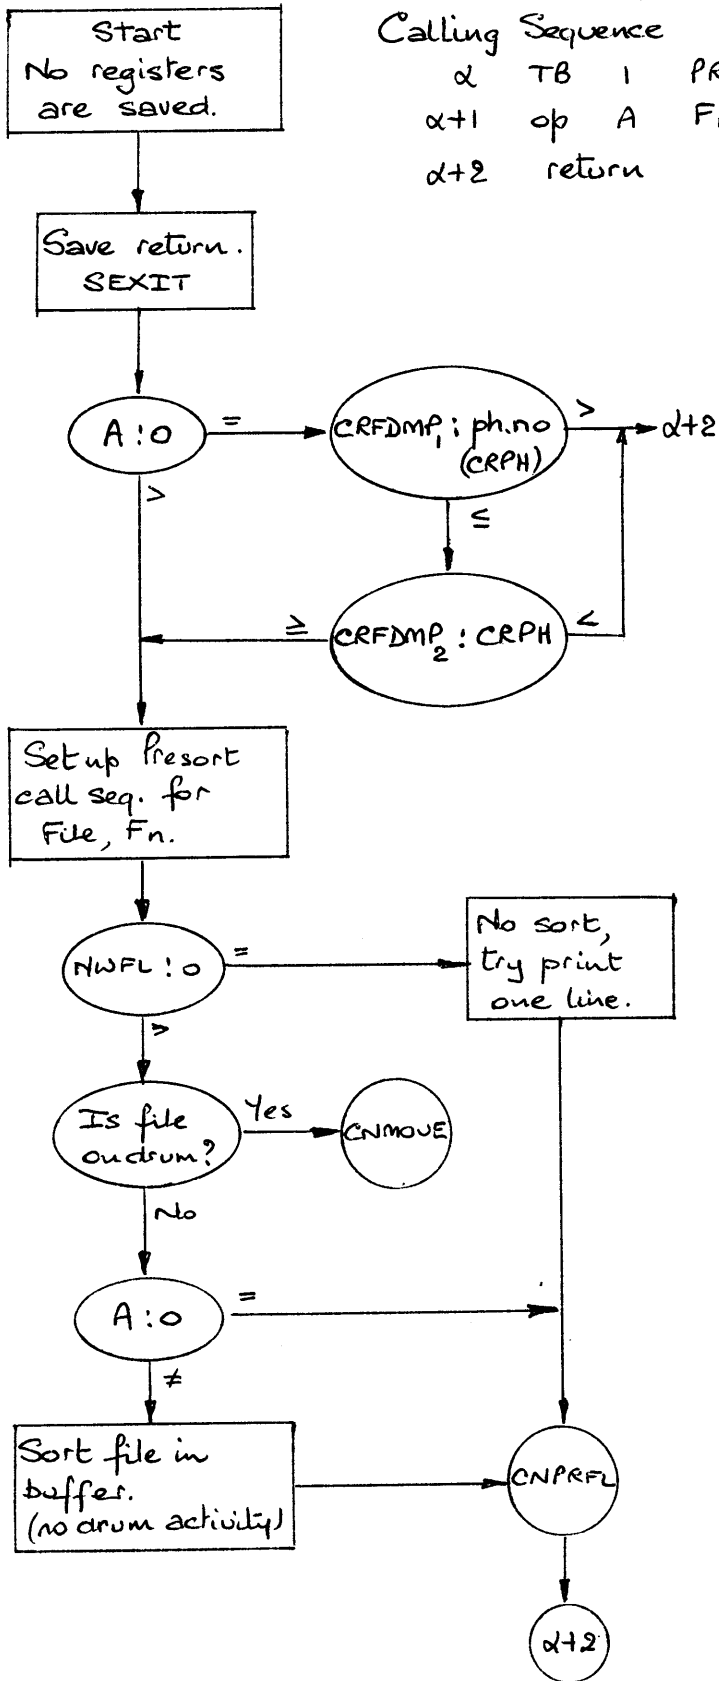 Start
No registers
are saved.
Calling Sequence
α TB 1
α+1 op A
α+2 return
Save return.
SEXIT
A : 0
=
>
CRFDMP₁ : ph.no
(CRPH)
>
α+2
≤
CRFDMP₂ : CRPH
≥
<
Set up Presort
call seq. for
File, Fn.
NWFL : 0
=
>
No sort,
try print
one line.
Is file
on drum?
Yes
CNMOVE
No
A : 0
=
≠
Sort file in
buffer.
(no drum activity)
CNPRFL
α+2